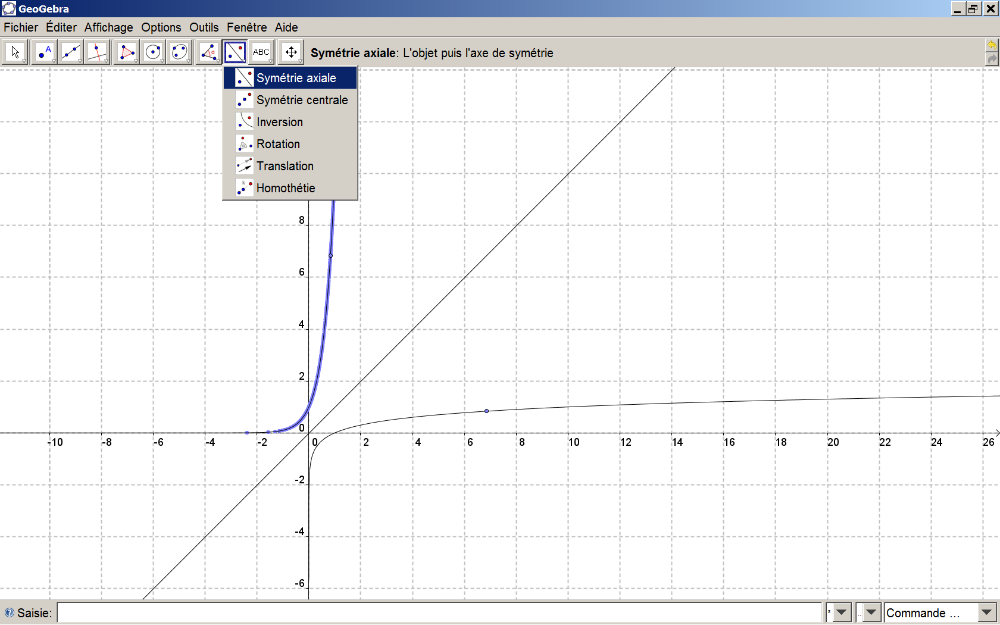 GeoGebra
Fichier Éditer Affichage Options Outils Fenêtre Aide
A α ABC Symétrie axiale: L'objet puis l'axe de symétrie
Symétrie axiale
Symétrie centrale
Inversion
α Rotation
Translation
k Homothétie
8
6
4
2
0
-10 -8 -6 -4 -2 0 2 4 6 8 10 12 14 16 18 20 22 24 26
-2
-4
-6
Saisie: ² .. Commande ...